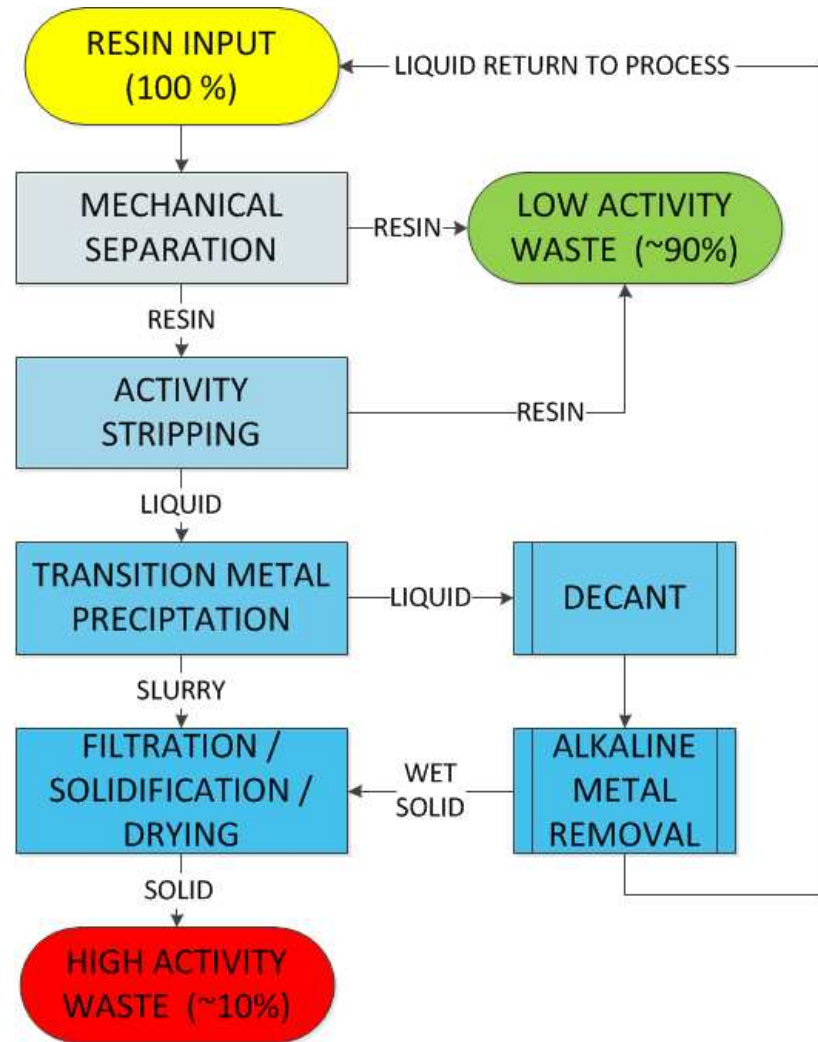 RESIN INPUT
(100 %)
LIQUID RETURN TO PROCESS
MECHANICAL
SEPARATION
RESIN
LOW ACTIVITY
WASTE (~90%)
RESIN
ACTIVITY
STRIPPING
RESIN
LIQUID
TRANSITION METAL
PRECIPTATION
LIQUID
DECANT
SLURRY
FILTRATION /
SOLIDIFICATION /
DRYING
WET
SOLID
ALKALINE
METAL
REMOVAL
SOLID
HIGH ACTIVITY
WASTE (~10%)